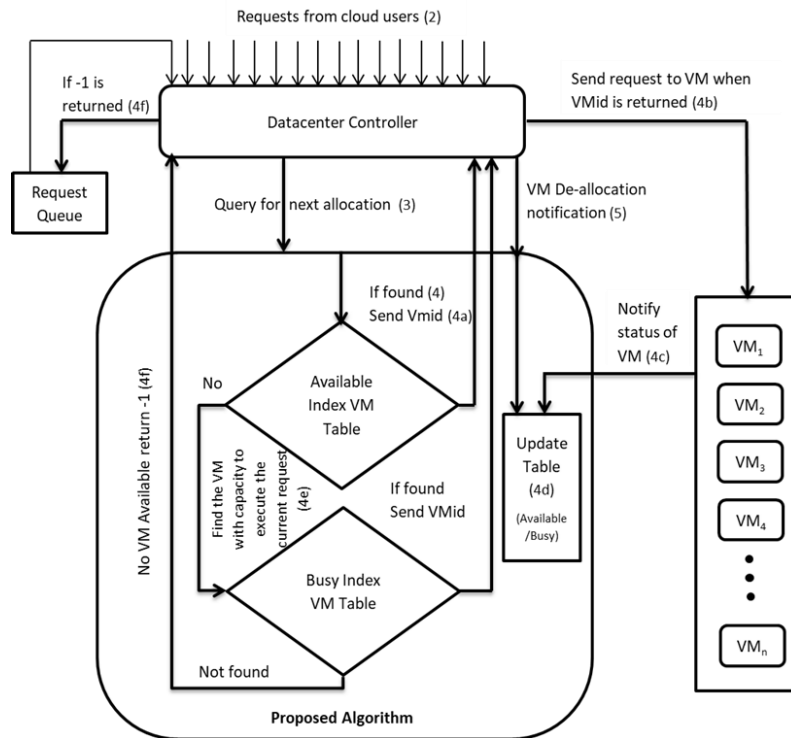 Requests from cloud users (2)
If -1 is
returned (4f)
Send request to VM when
VMid is returned (4b)
Datacenter Controller
Request
Queue
Query for next allocation (3)
VM De-allocation
notification (5)
If found (4)
Send Vmid (4a)
Notify
status of
VM (4c)
No
Available
Index VM
Table
No VM Available return -1 (4f)
Find the VM
with capacity to
execute the
current request
(4e)
If found
Send VMid
Update
Table
(4d)
(Available
/Busy)
VM1
VM2
VM3
VM4
VMn
Busy Index
VM Table
Not found
Proposed Algorithm